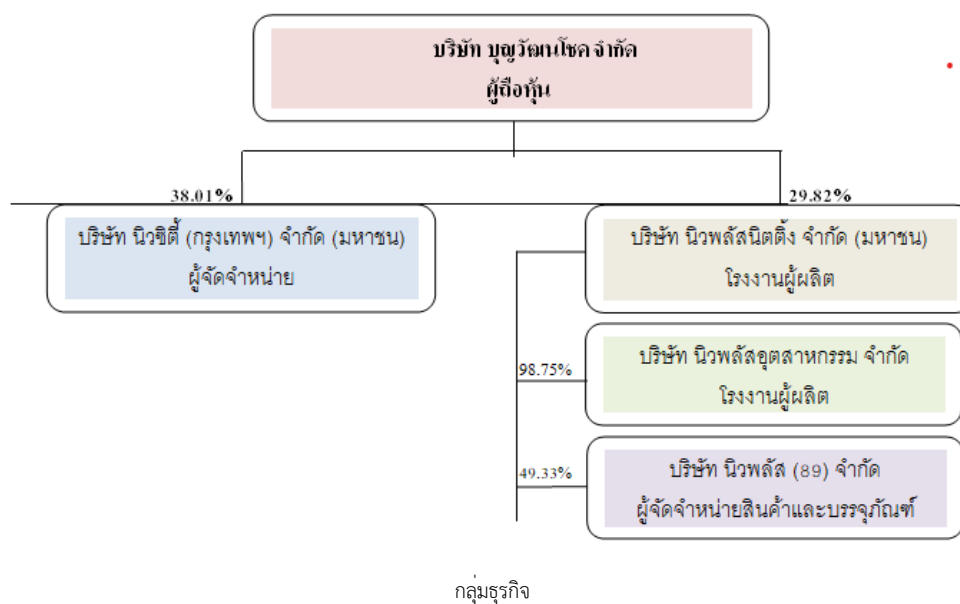 บริษัท บุญวัฒนโชค จำกัด
ผู้ถือหุ้น
38.01%
29.82%
บริษัท นิวซิตี้ (กรุงเทพฯ) จำกัด (มหาชน)
ผู้จัดจำหน่าย
บริษัท นิวพลัสนิตติ้ง จำกัด (มหาชน)
โรงงานผู้ผลิต
98.75%
บริษัท นิวพลัสอุตสาหกรรม จำกัด
โรงงานผู้ผลิต
49.33%
บริษัท นิวพลัส (89) จำกัด
ผู้จัดจำหน่ายสินค้าและบรรจุภัณฑ์
กลุ่มธุรกิจ